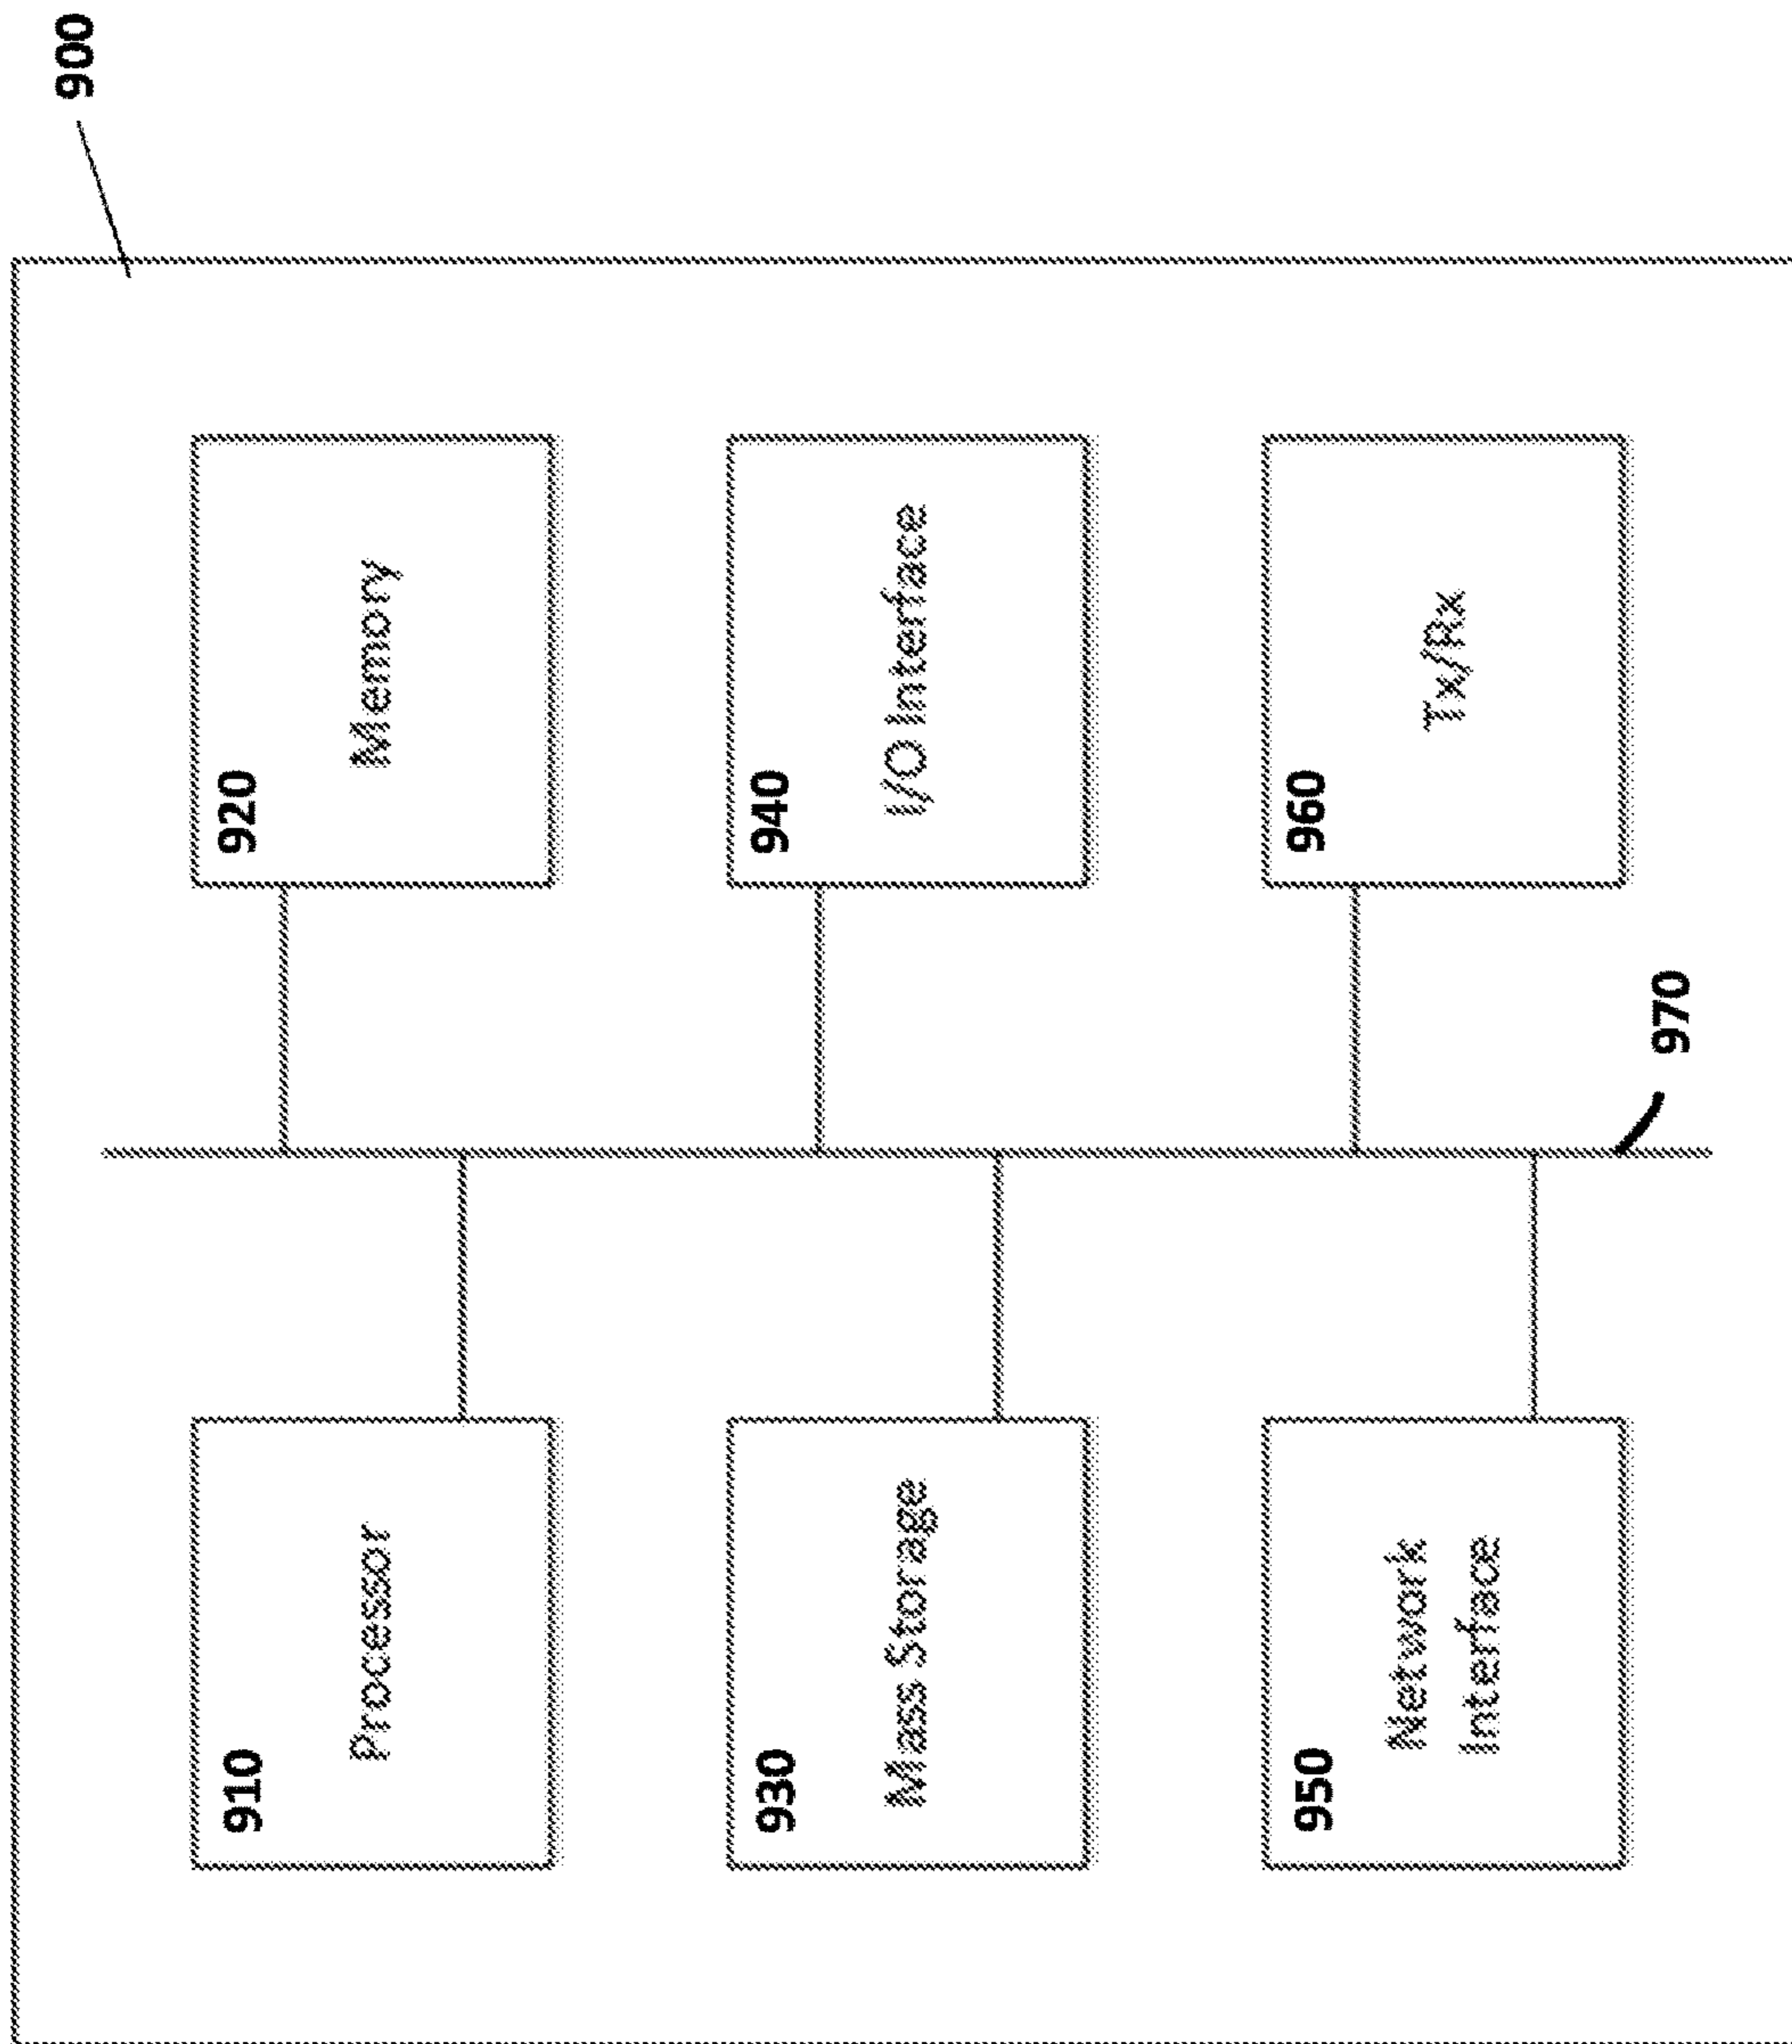 900
910
Processor
920
Memory
930
Mass Storage
940
I/O Interface
950
Network
Interface
960
Tx/Rx
970